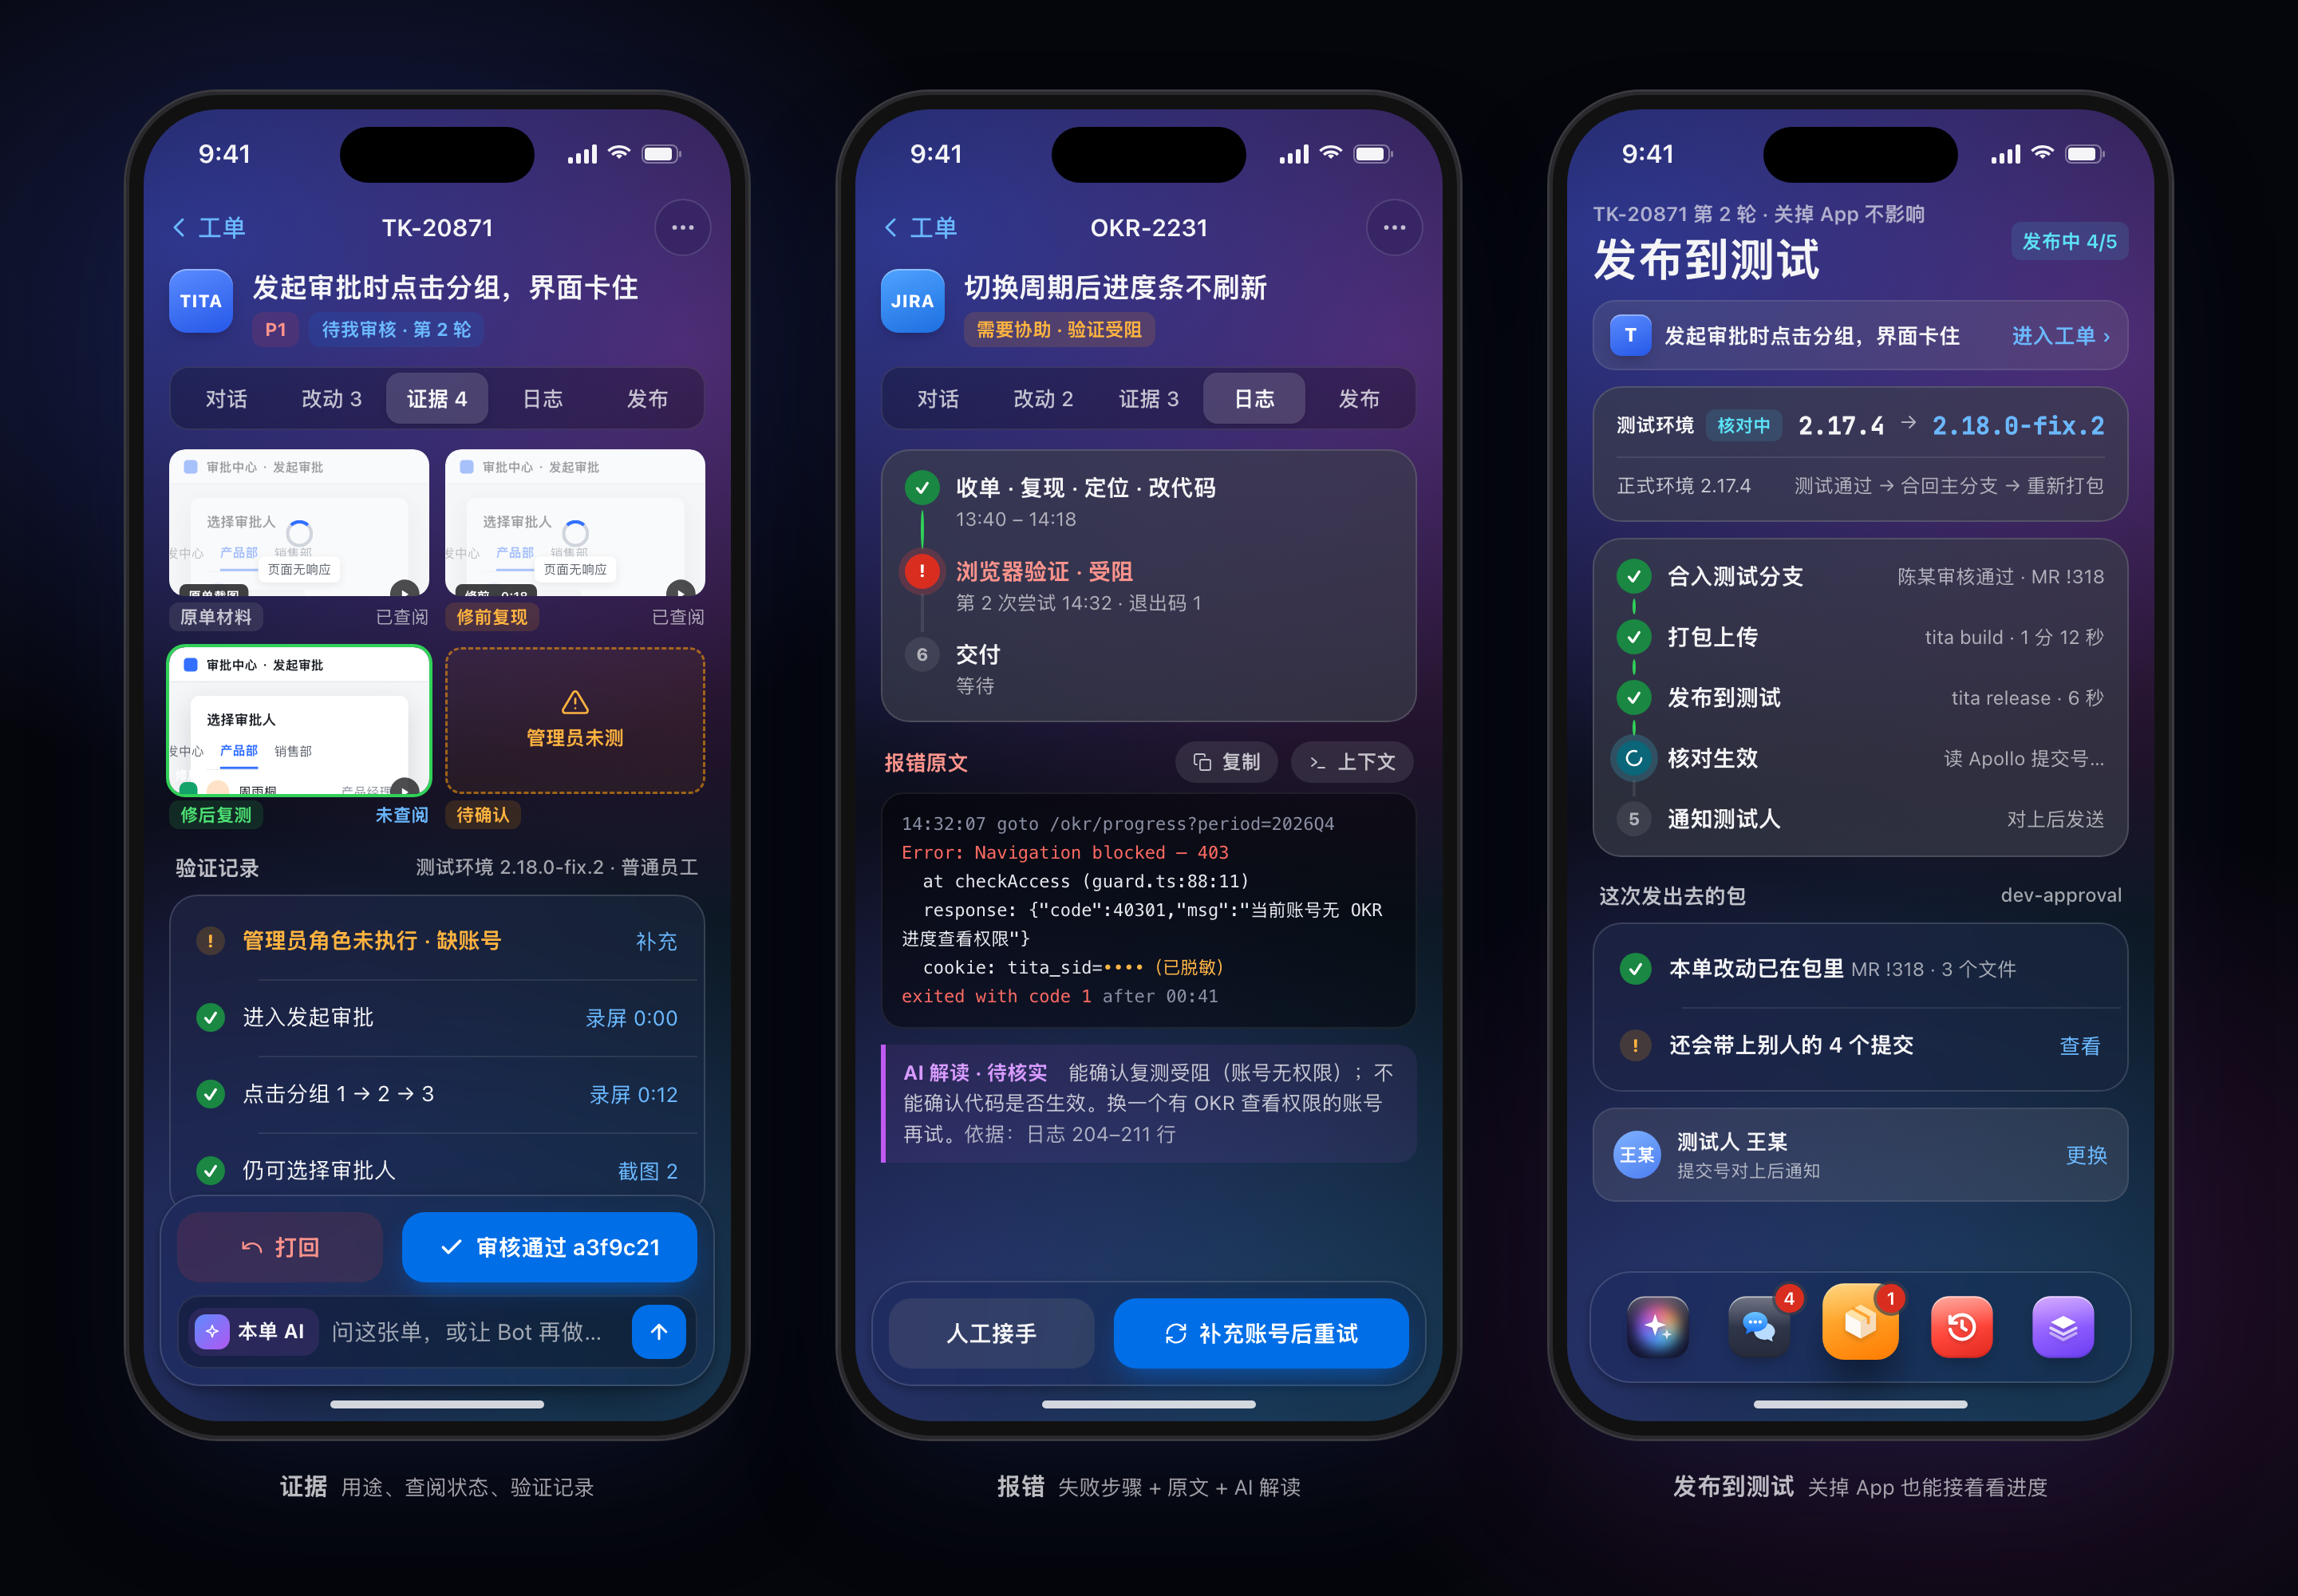 9:41
工单
TK-20871
TITA
发起审批时点击分组，界面卡住
P1
待我审核 · 第 2 轮
对话
改动 3
证据 4
日志
发布
审批中心 · 发起审批
选择审批人
发中心
产品部
销售部
页面无响应
原单截图
原单材料
已查阅
审批中心 · 发起审批
选择审批人
发中心
产品部
销售部
页面无响应
修前 · 0:18
修前复现
已查阅
审批中心 · 发起审批
选择审批人
发中心
产品部
销售部
周雨桐
产品经理
修后复测
未查阅
管理员未测
待确认
验证记录
测试环境 2.18.0-fix.2 · 普通员工
管理员角色未执行 · 缺账号
补充
进入发起审批
录屏 0:00
点击分组 1 → 2 → 3
录屏 0:12
仍可选择审批人
截图 2
打回
审核通过 a3f9c21
本单 AI
问这张单，或让 Bot 再做...
证据 用途、查阅状态、验证记录
9:41
工单
OKR-2231
JIRA
切换周期后进度条不刷新
需要协助 · 验证受阻
对话
改动 2
证据 3
日志
发布
收单 · 复现 · 定位 · 改代码
13:40 – 14:18
浏览器验证 · 受阻
第 2 次尝试 14:32 · 退出码 1
6
交付
等待
报错原文
复制
上下文
14:32:07 goto /okr/progress?period=2026Q4
Error: Navigation blocked — 403
at checkAccess (guard.ts:88:11)
response: {"code":40301,"msg":"当前账号无 OKR
进度查看权限"}
cookie: tita_sid=•••• (已脱敏)
exited with code 1 after 00:41
AI 解读 · 待核实 能确认复测受阻（账号无权限）；不
能确认代码是否生效。换一个有 OKR 查看权限的账号
再试。依据：日志 204–211 行
人工接手
补充账号后重试
报错 失败步骤 + 原文 + AI 解读
9:41
TK-20871 第 2 轮 · 关掉 App 不影响
发布到测试
发布中 4/5
T
发起审批时点击分组，界面卡住
进入工单 ›
测试环境
核对中
2.17.4 → 2.18.0-fix.2
正式环境 2.17.4
测试通过 → 合回主分支 → 重新打包
合入测试分支
陈某审核通过 · MR !318
打包上传
tita build · 1 分 12 秒
发布到测试
tita release · 6 秒
核对生效
读 Apollo 提交号...
5
通知测试人
对上后发送
这次发出去的包
dev-approval
本单改动已在包里 MR !318 · 3 个文件
还会带上别人的 4 个提交
查看
王某
测试人 王某
提交号对上后通知
更换
4
1
发布到测试 关掉 App 也能接着看进度